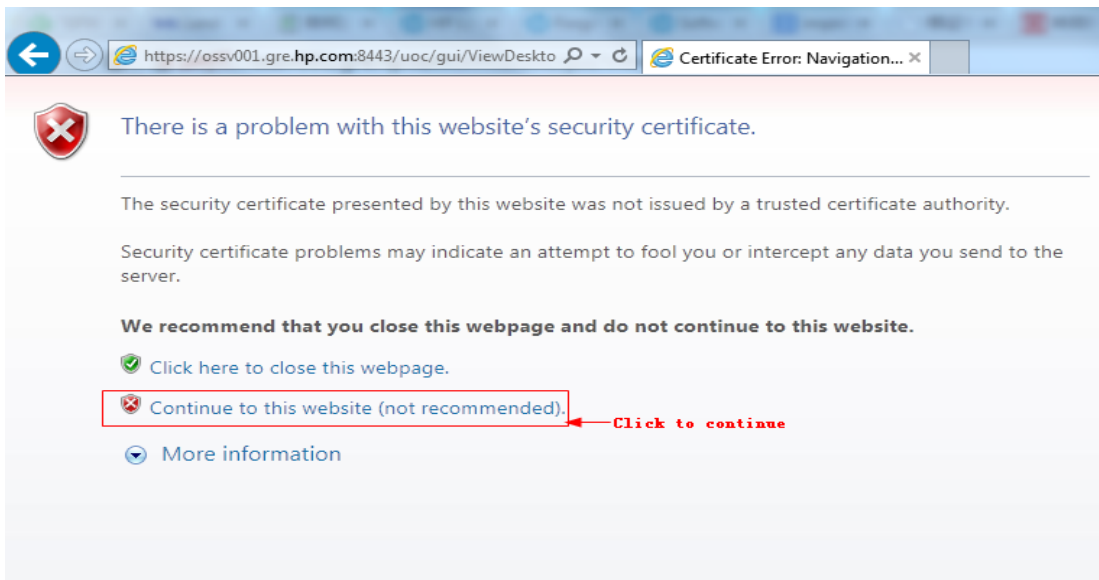 https://ossv001.gre.hp.com:8443/uoc/gui/ViewDeskto
Certificate Error: Navigation...
There is a problem with this website's security certificate.
The security certificate presented by this website was not issued by a trusted certificate authority.
Security certificate problems may indicate an attempt to fool you or intercept any data you send to the
server.
We recommend that you close this webpage and do not continue to this website.
Click here to close this webpage.
Continue to this website (not recommended).
Click to continue
More information